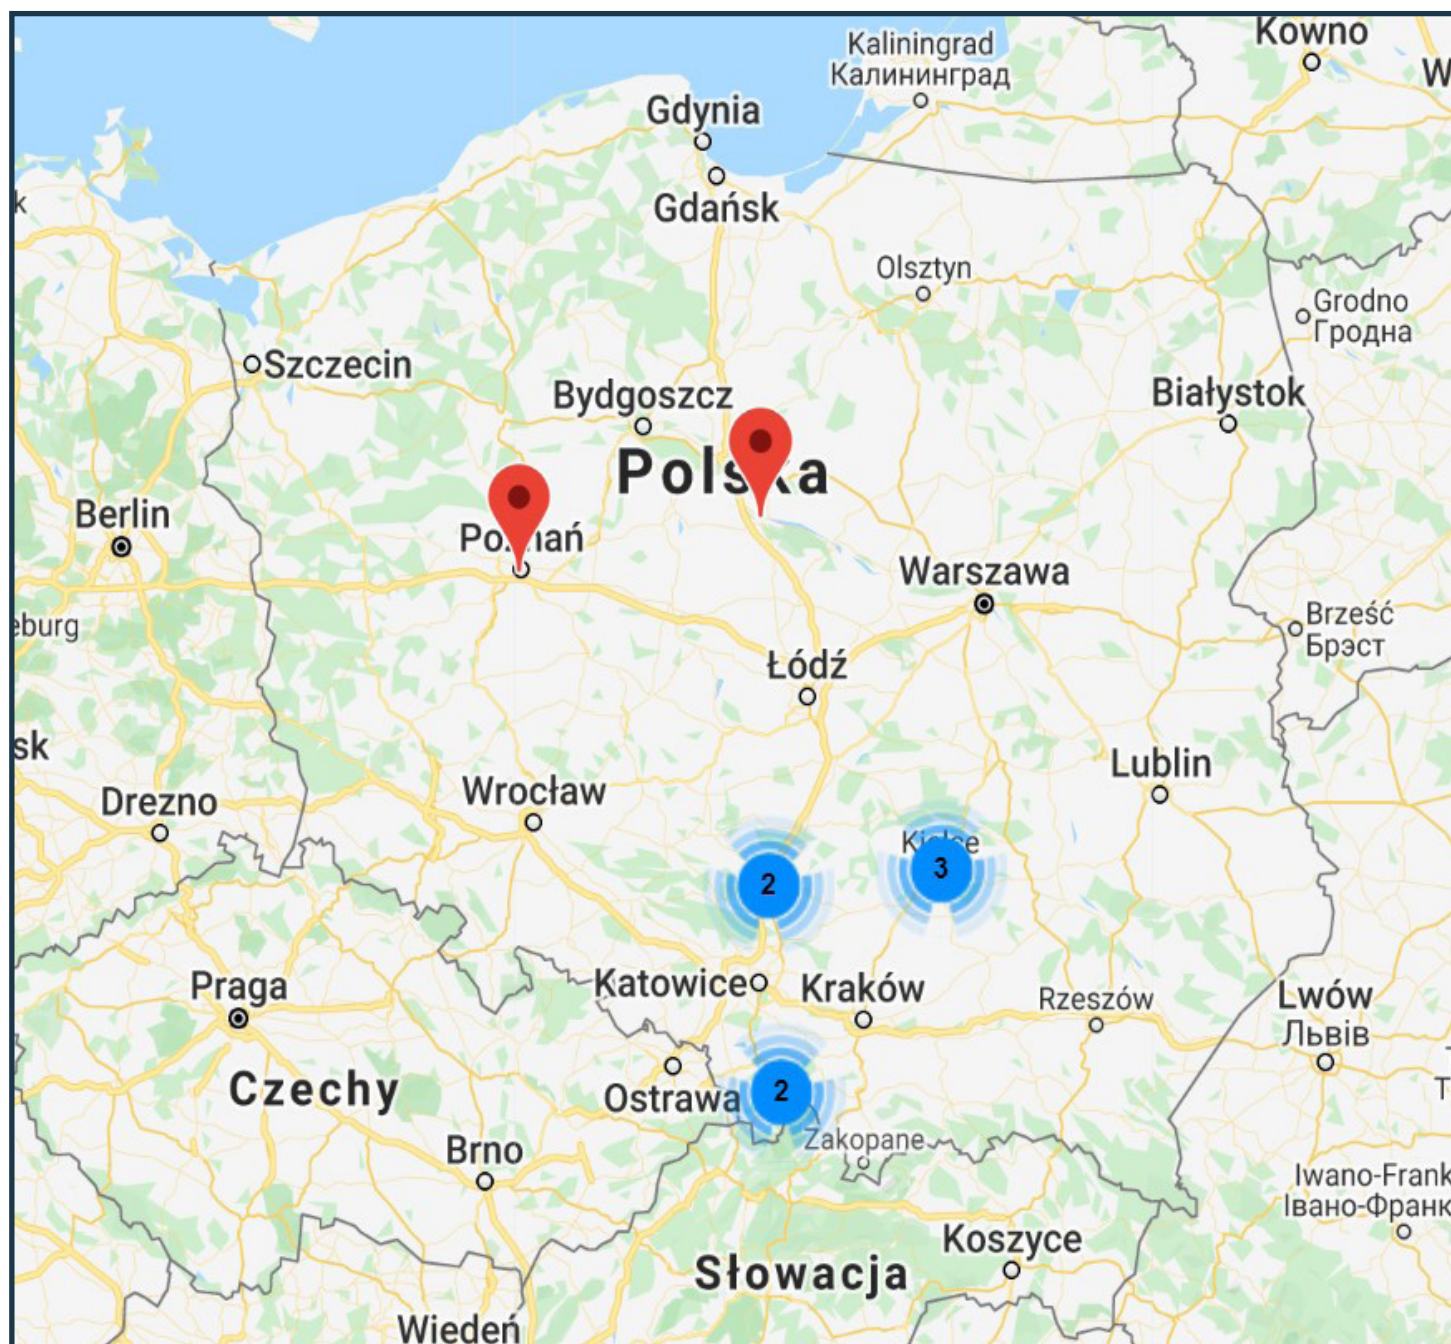 Kowno
Kaliningrad
Калининград
W
Gdynia
Gdańsk
k
Olsztyn
Grodno
Гродна
Szczecin
Białystok
Bydgoszcz
Polska
Berlin
Poznań
Warszawa
Brześć
Брэст
eburg
Łódź
sk
Lublin
Wrocław
Drezno
Kielce
3
2
Katowice
Kraków
Rzeszów
Lwów
Львів
Praga
Ostrawa
2
Czechy
Zakopane
Brno
Iwano-Frank
Івано-Франк
Koszyce
Słowacja
Wiedeń